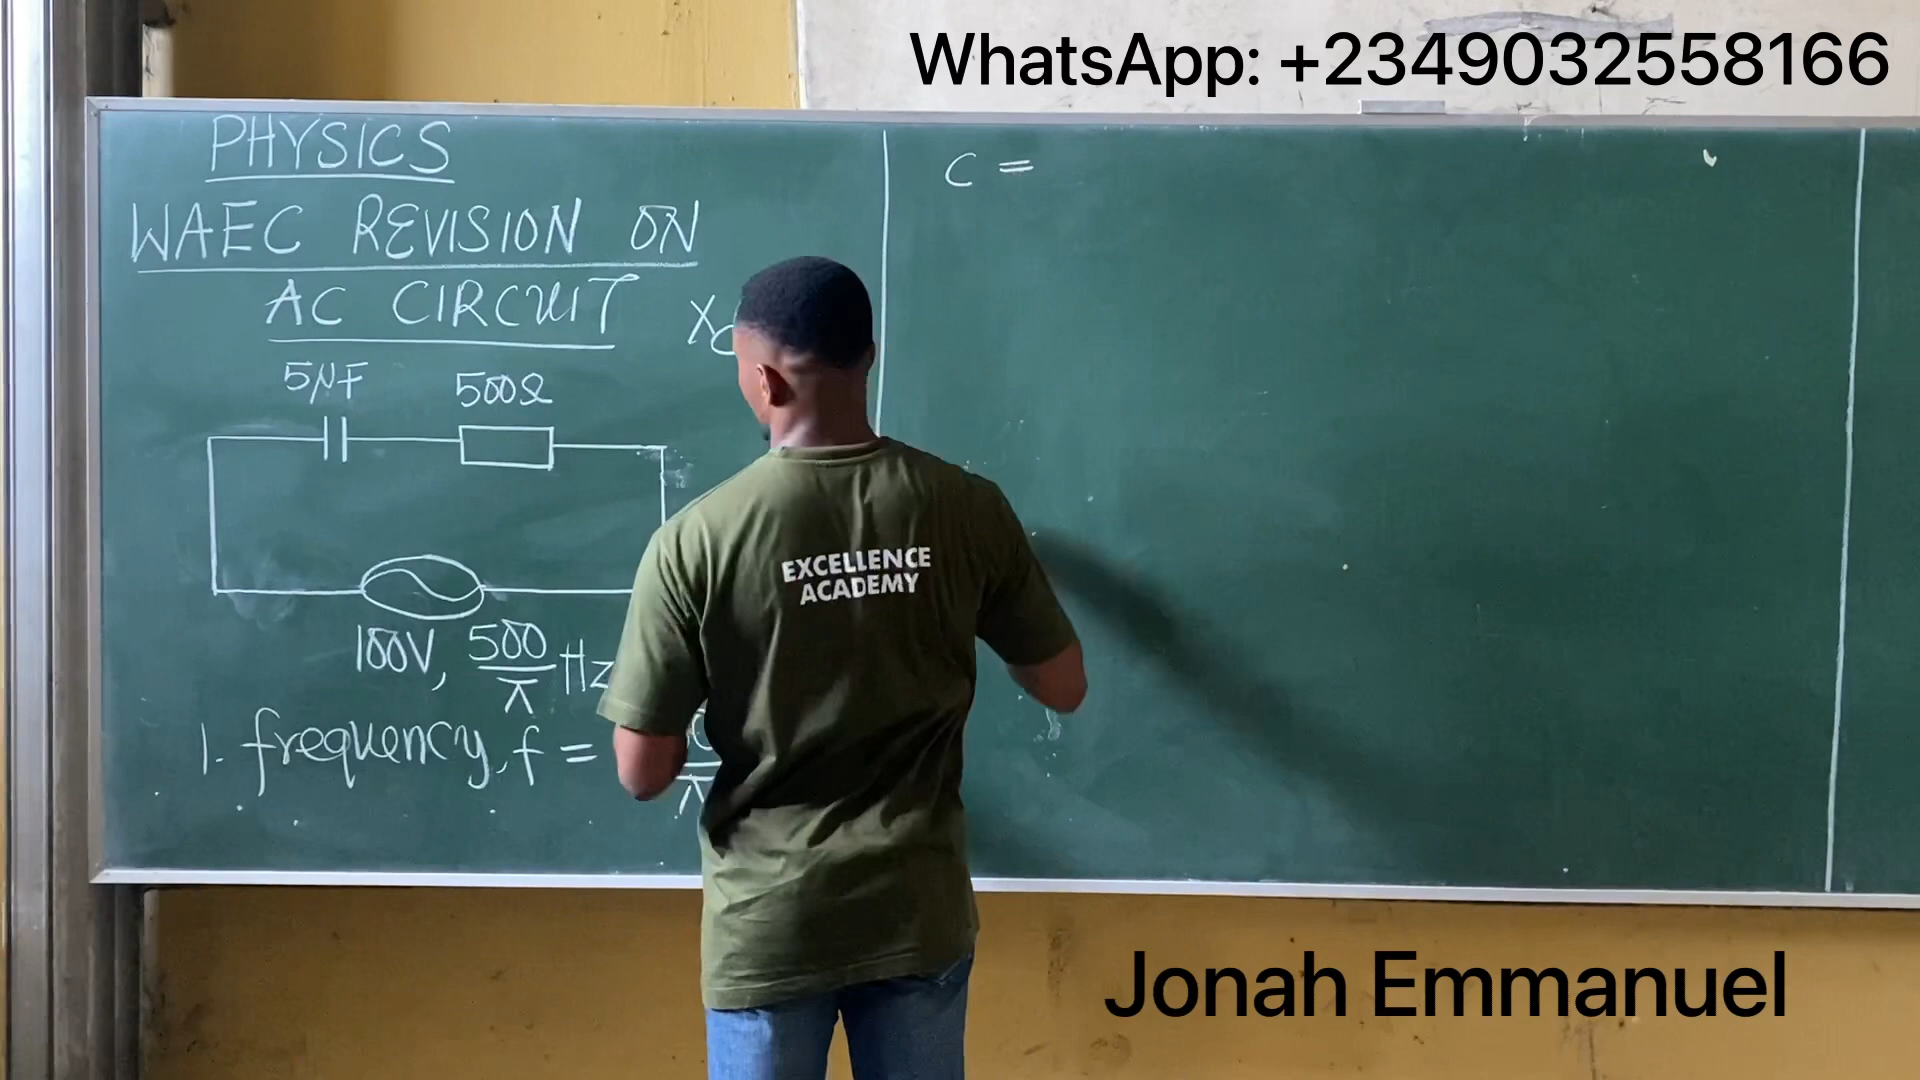 WhatsApp: +2349032558166
PHYSICS
WAEC REVISION ON
AC CIRCUIT
5μF 500Ω
100V, 500/π Hz
1. frequency, f =
π
X
C =
EXCELLENCE
ACADEMY
Jonah Emmanuel